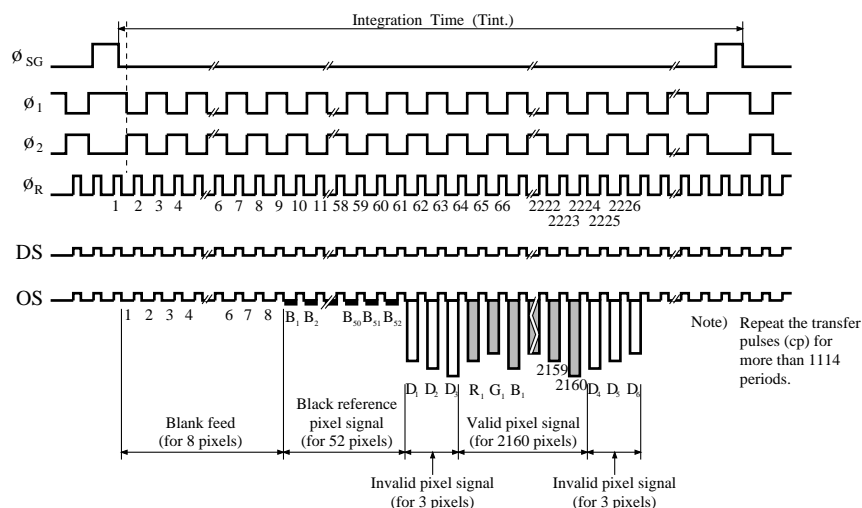 Integration Time (Tint.)
ø SG
ø1
ø2
øR
1 2 3 4 6 7 8 9 10 11 58 59 60 61 62 63 64 65 66 2222 2224 2226
2223 2225
DS
OS
1 2 3 4 6 7 8 B1 B2 B50 B51 B52
Note) Repeat the transfer
pulses (cp) for
more than 1114
periods.
2159
2160
D1 D2 D3 R1 G1 B1 D4 D5 D6
Blank feed
(for 8 pixels)
Black reference
pixel signal
(for 52 pixels)
Valid pixel signal
(for 2160 pixels)
Invalid pixel signal
(for 3 pixels)
Invalid pixel signal
(for 3 pixels)